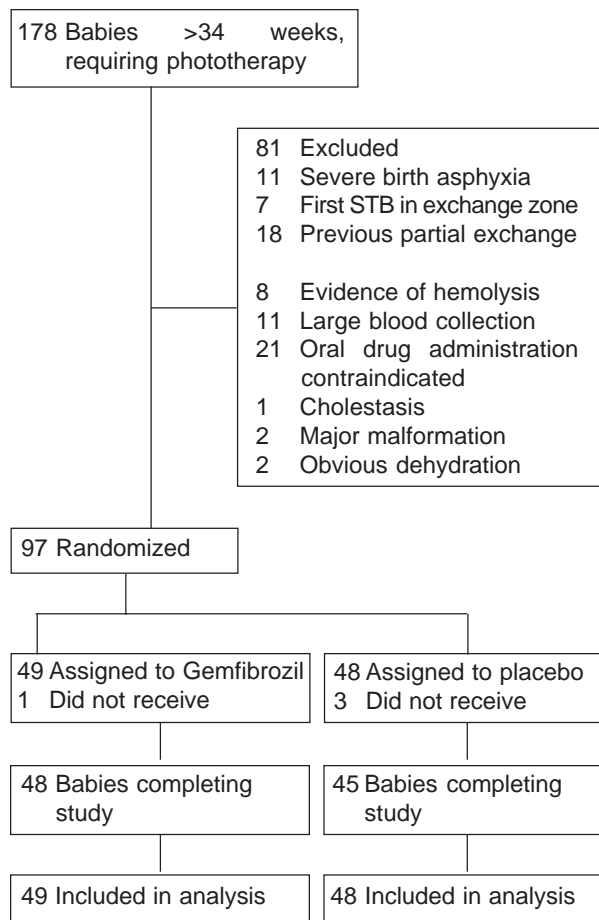 178 Babies >34 weeks,
requiring phototherapy
81 Excluded
11 Severe birth asphyxia
7 First STB in exchange zone
18 Previous partial exchange
8 Evidence of hemolysis
11 Large blood collection
21 Oral drug administration
contraindicated
1 Cholestasis
2 Major malformation
2 Obvious dehydration
97 Randomized
49 Assigned to Gemfibrozil
1 Did not receive
48 Assigned to placebo
3 Did not receive
48 Babies completing
study
45 Babies completing
study
49 Included in analysis
48 Included in analysis